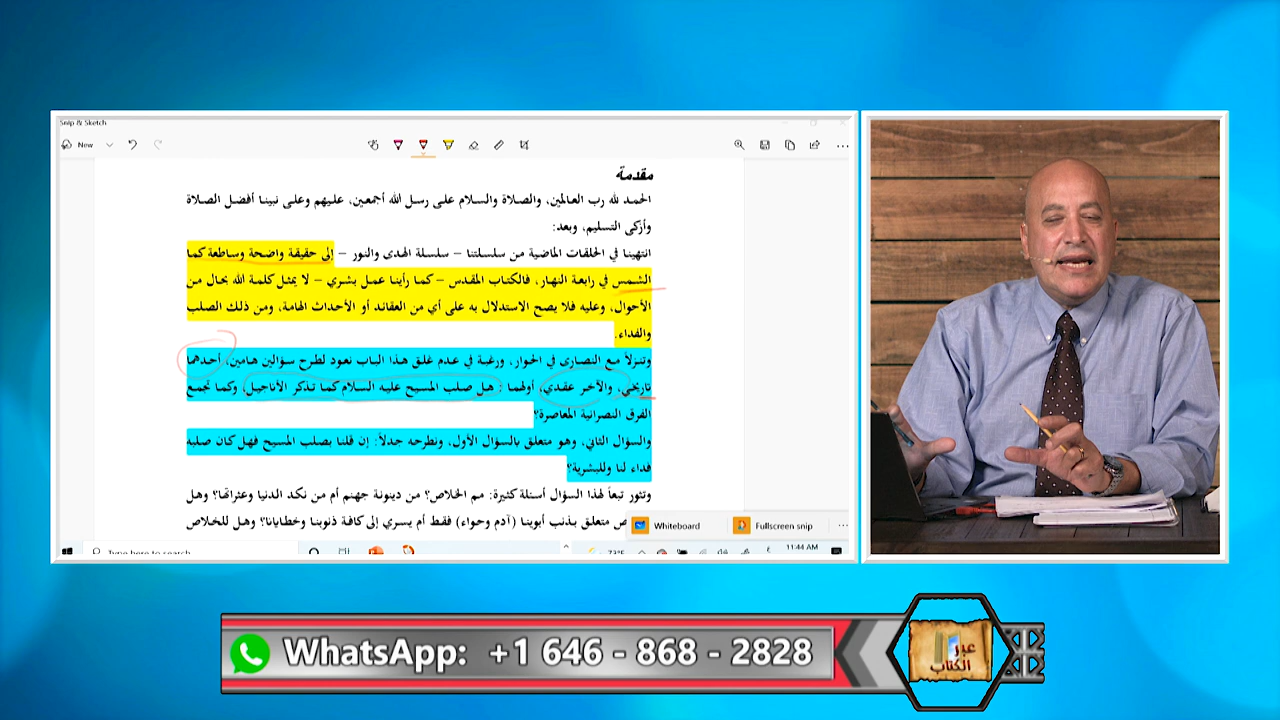 Snip & Sketch
New
مقدمة
الحمد لله رب العالمين، والصلاة والسلام على رسل الله أجمعين، عليهم وعلى نبينا أفضل الصلاة
وأزكى التسليم، وبعد:
انتهينا في الحلقات الماضية من سلسلتنا – سلسلة الهدى والنور – إلى حقيقة واضحة وساطعة كما
الشمس في رابعة النهار، فالكتاب المقدس – كما رأينا عمل بشري – لا يمثل كلمة الله بحال من
الأحوال، وعليه فلا يصح الاستدلال به على أي من العقائد أو الأحداث الهامة، ومن ذلك الصلب
والفداء.
وتنزلاً مع النصارى في الحوار، ورغبة في عدم غلق هذا الباب نعود لطرح سؤالين هامين، أحدهما
تاريخي، والآخر عقدي، أولهما : هل صلب المسيح عليه السلام كما تذكر الأناجيل، وكما تجمع
الفرق النصرانية المعاصرة؟
والسؤال الثاني، وهو متعلق بالسؤال الأول، ونطرحه جدلاً: إن قلنا بصلب المسيح فهل كان صلبه
فداء لنا وللبشرية؟
وتثور تبعاً لهذا السؤال أسئلة كثيرة: مم الخلاص؟ من دينونة جهنم أم من نكد الدنيا وعثراتها؟ وهل
متعلق بذنب أبوينا (آدم وحواء) فقط أم يسري إلى كافة ذنوبنا وخطايانا؟ وهل للخلاص
Whiteboard
Fullscreen snip
Type here to search
73°F
11:44 AM
WhatsApp: +1 646 - 868 - 2828
عبر
الكتاب